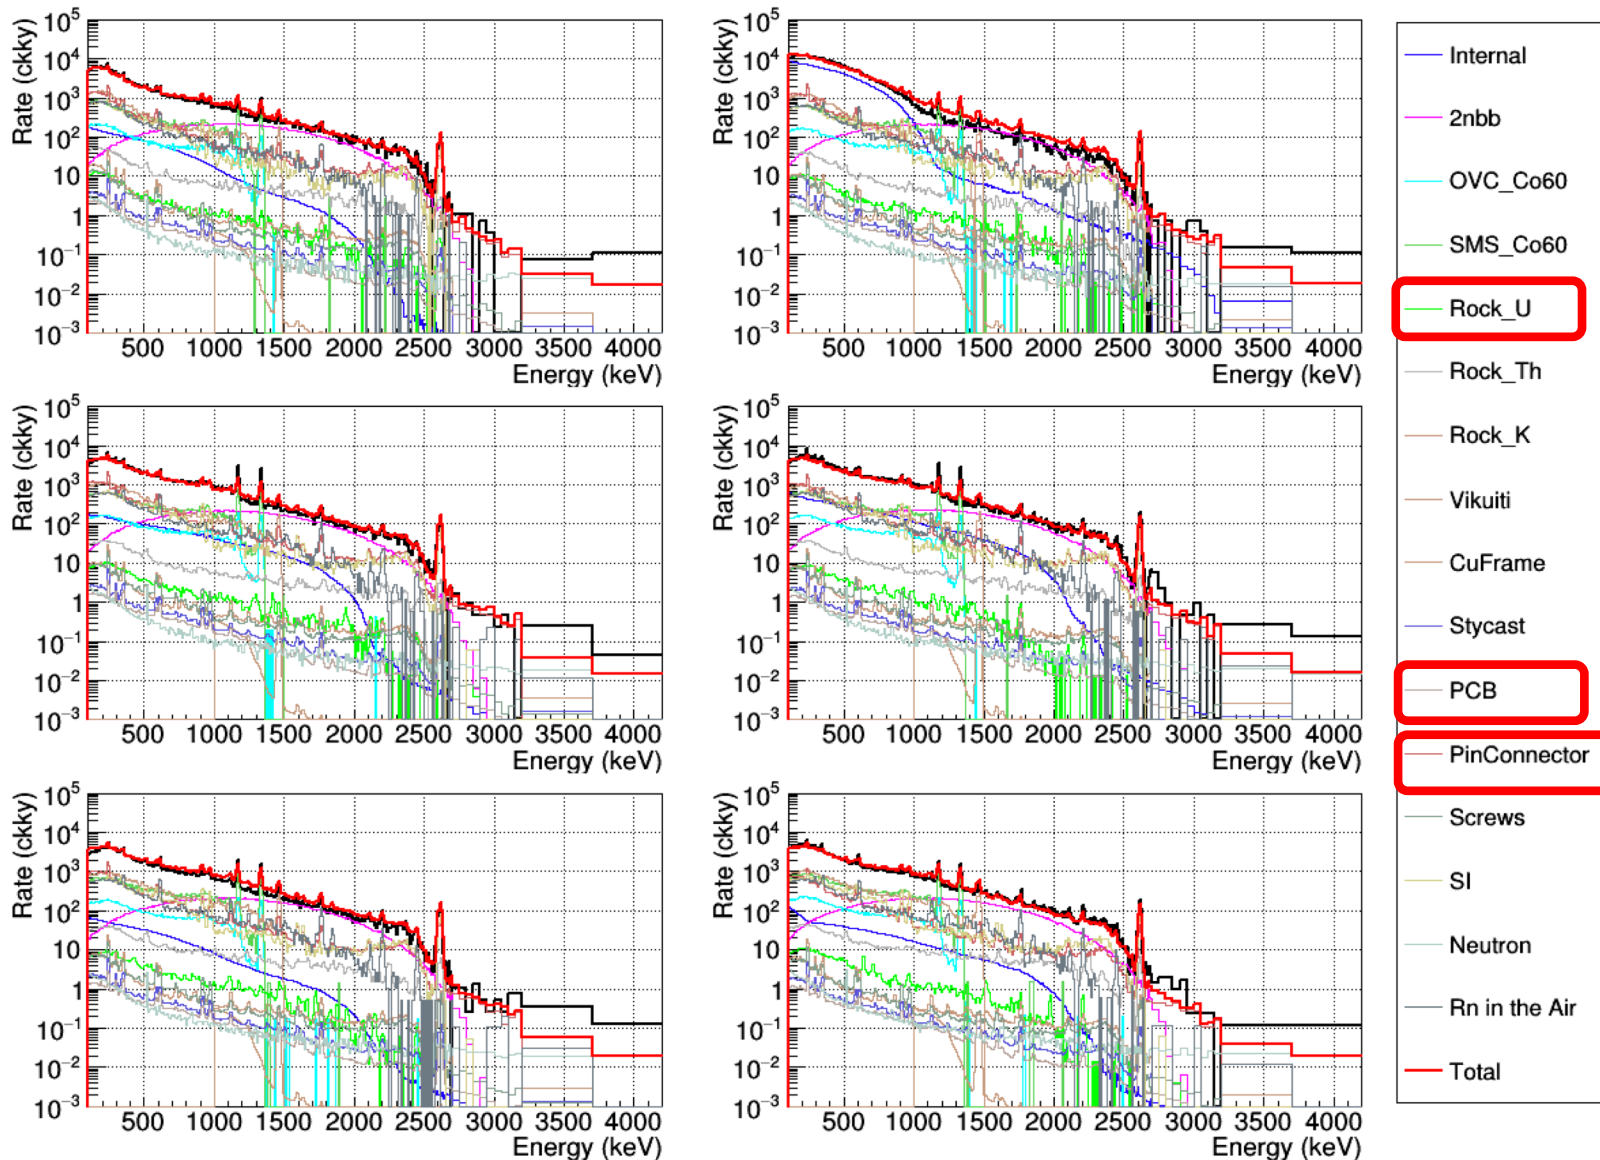 Rate (ckky)
10^5
10^4
10^3
10^2
10
1
10^-1
10^-2
10^-3
500 1000 1500 2000 2500 3000 3500 4000
Energy (keV)
Rate (ckky)
10^5
10^4
10^3
10^2
10
1
10^-1
10^-2
10^-3
500 1000 1500 2000 2500 3000 3500 4000
Energy (keV)
Rate (ckky)
10^5
10^4
10^3
10^2
10
1
10^-1
10^-2
10^-3
500 1000 1500 2000 2500 3000 3500 4000
Energy (keV)
Rate (ckky)
10^5
10^4
10^3
10^2
10
1
10^-1
10^-2
10^-3
500 1000 1500 2000 2500 3000 3500 4000
Energy (keV)
Rate (ckky)
10^5
10^4
10^3
10^2
10
1
10^-1
10^-2
10^-3
500 1000 1500 2000 2500 3000 3500 4000
Energy (keV)
Rate (ckky)
10^5
10^4
10^3
10^2
10
1
10^-1
10^-2
10^-3
500 1000 1500 2000 2500 3000 3500 4000
Energy (keV)
Internal
2nbb
OVC_Co60
SMS_Co60
Rock_U
Rock_Th
Rock_K
Vikuiti
CuFrame
Stycast
PCB
PinConnector
Screws
SI
Neutron
Rn in the Air
Total